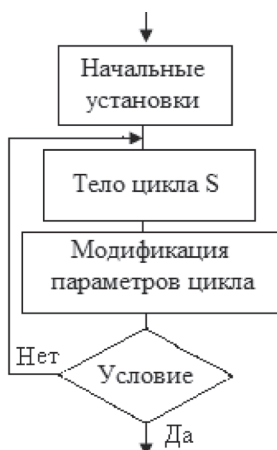 Начальные
установки
Тело цикла S
Модификация
параметров цикла
Нет
Условие
Да